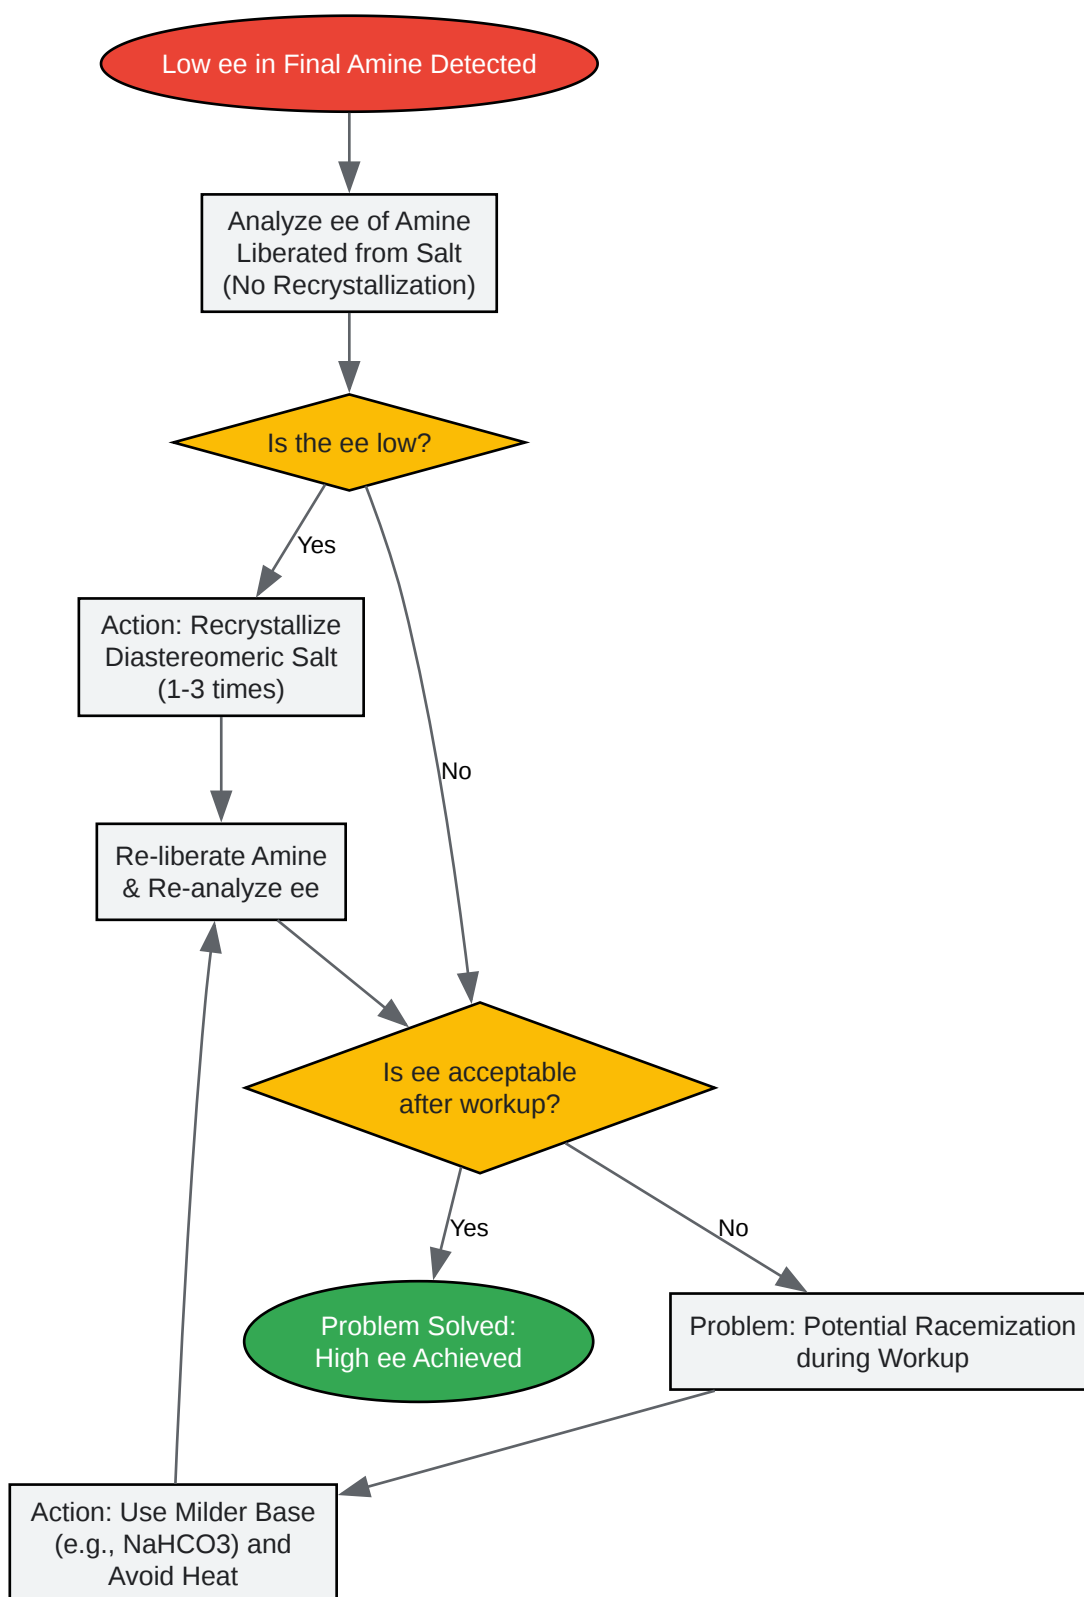 Low ee in Final Amine Detected
Analyze ee of Amine
Liberated from Salt
(No Recrystallization)
Is the ee low?
Yes
Action: Recrystallize
Diastereomeric Salt
(1-3 times)
No
Re-liberate Amine
& Re-analyze ee
Is ee acceptable
after workup?
Yes
No
Problem Solved:
High ee Achieved
Problem: Potential Racemization
during Workup
Action: Use Milder Base
(e.g., NaHCO3) and
Avoid Heat